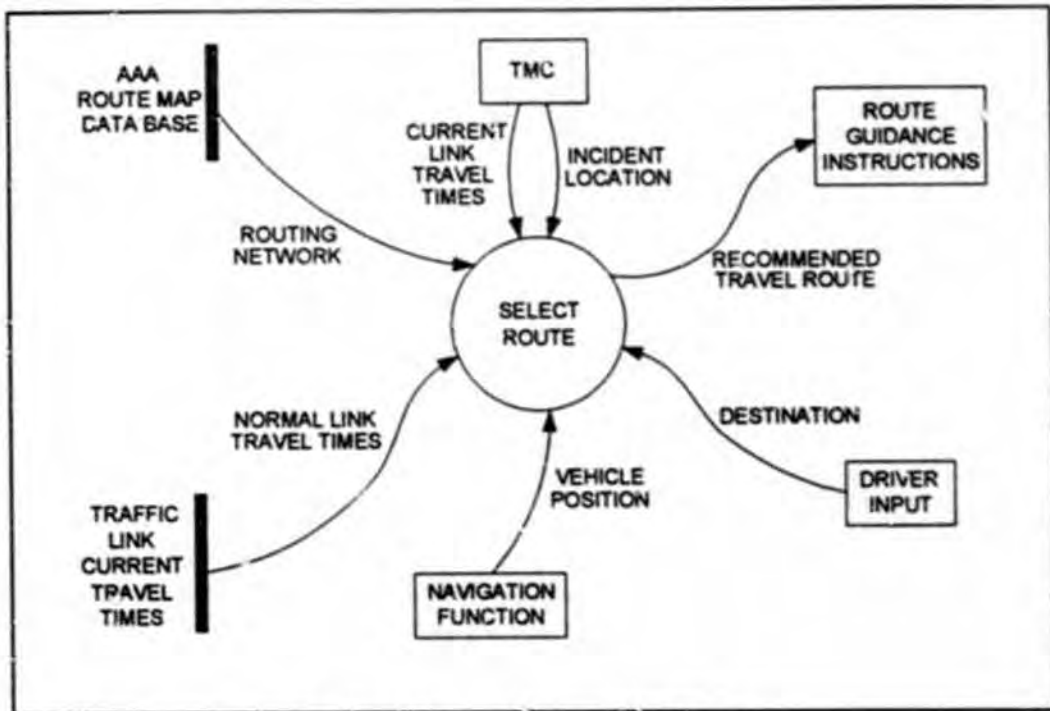 AAA
ROUTE MAP
DATA BASE
TMC
CURRENT
LINK
TRAVEL
TIMES
INCIDENT
LOCATION
ROUTE
GUIDANCE
INSTRUCTIONS
ROUTING
NETWORK
RECOMMENDED
TRAVEL ROUTE
SELECT
ROUTE
NORMAL LINK
TRAVEL TIMES
DESTINATION
VEHICLE
POSITION
DRIVER
INPUT
TRAFFIC
LINK
CURRENT
TRAVEL
TIMES
NAVIGATION
FUNCTION